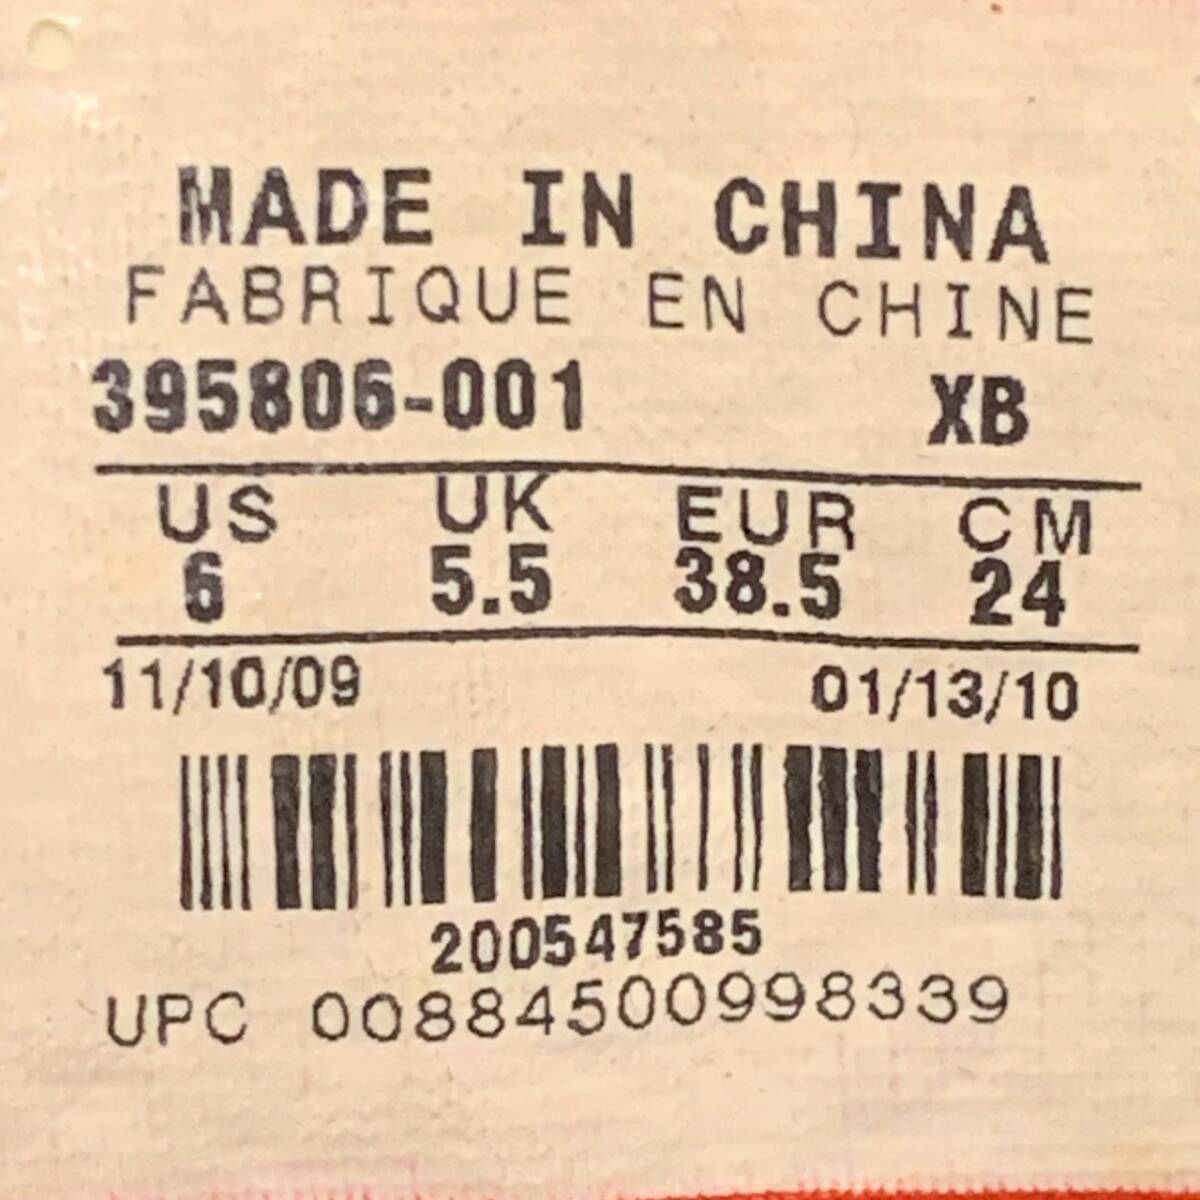 MADE IN CHINA
FABRIQUE EN CHINE
395806-001 XB
US UK EUR CM
6 5.5 38.5 24
11/10/09 01/13/10
200547585
UPC 00884500998339